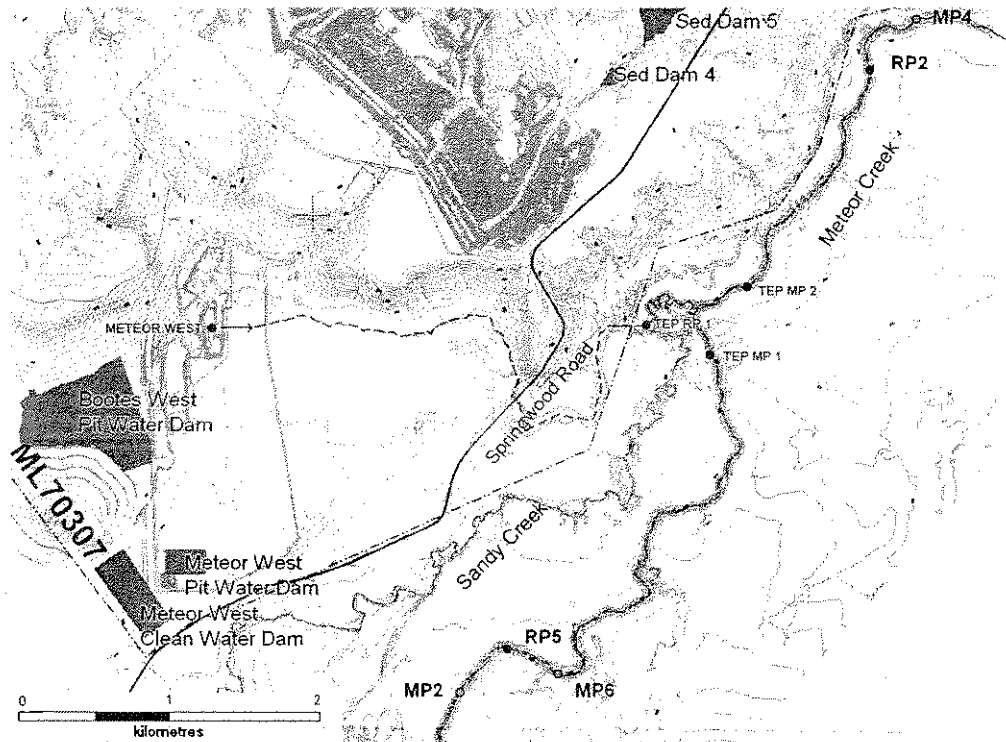 Sed Dam 5
MP4
RP2
Sed Dam 4
Meteor Creek
TEP MP 2
METEOR WEST
TEP RP 1
TEP MP 1
Bootes West
Pit Water Dam
Springwood Road
ML70307
Sandy Creek
Meteor West
Pit Water Dam
Meteor West
Clean Water Dam
RP5
MP2
MP6
0 1 2
kilometres